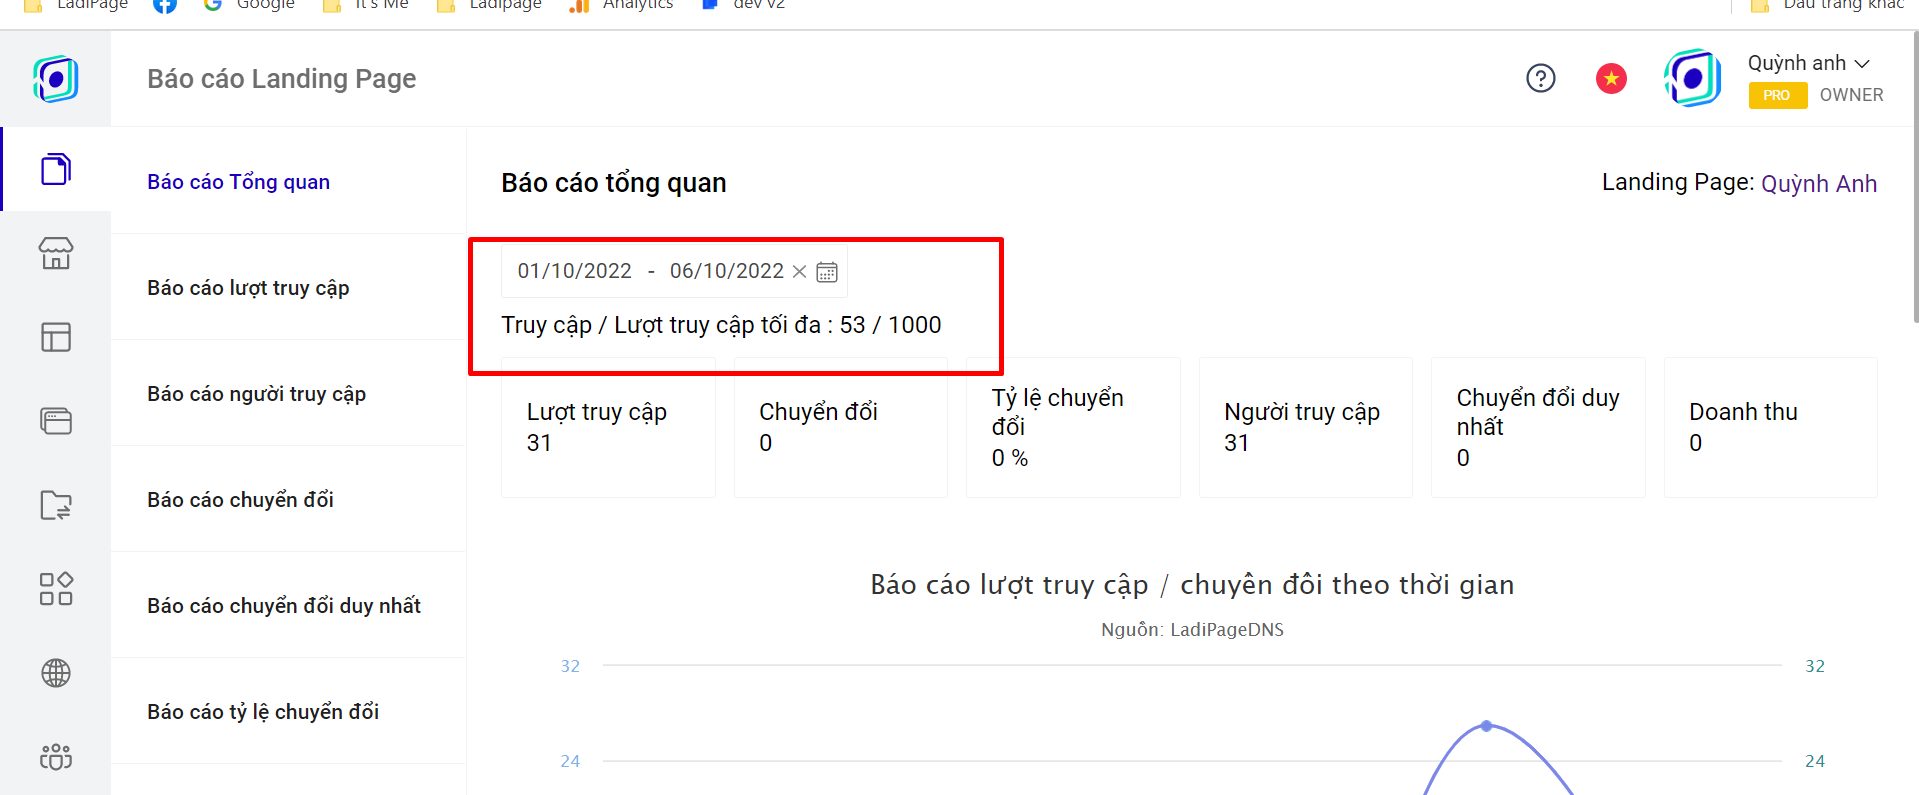 LadiPage Google It's Me Ladipage Analytics dev v2 Dấu trang khác
Báo cáo Landing Page
Quỳnh anh
PRO OWNER
Báo cáo Tổng quan
Báo cáo lượt truy cập
Báo cáo người truy cập
Báo cáo chuyển đổi
Báo cáo chuyển đổi duy nhất
Báo cáo tỷ lệ chuyển đổi
Báo cáo tổng quan
Landing Page: Quỳnh Anh
01/10/2022 - 06/10/2022
Truy cập / Lượt truy cập tối đa : 53 / 1000
Lượt truy cập
31
Chuyển đổi
0
Tỷ lệ chuyển
đổi
0 %
Người truy cập
31
Chuyển đổi duy
nhất
0
Doanh thu
0
Báo cáo lượt truy cập / chuyển đổi theo thời gian
Nguồn: LadiPageDNS
32 32
24 24